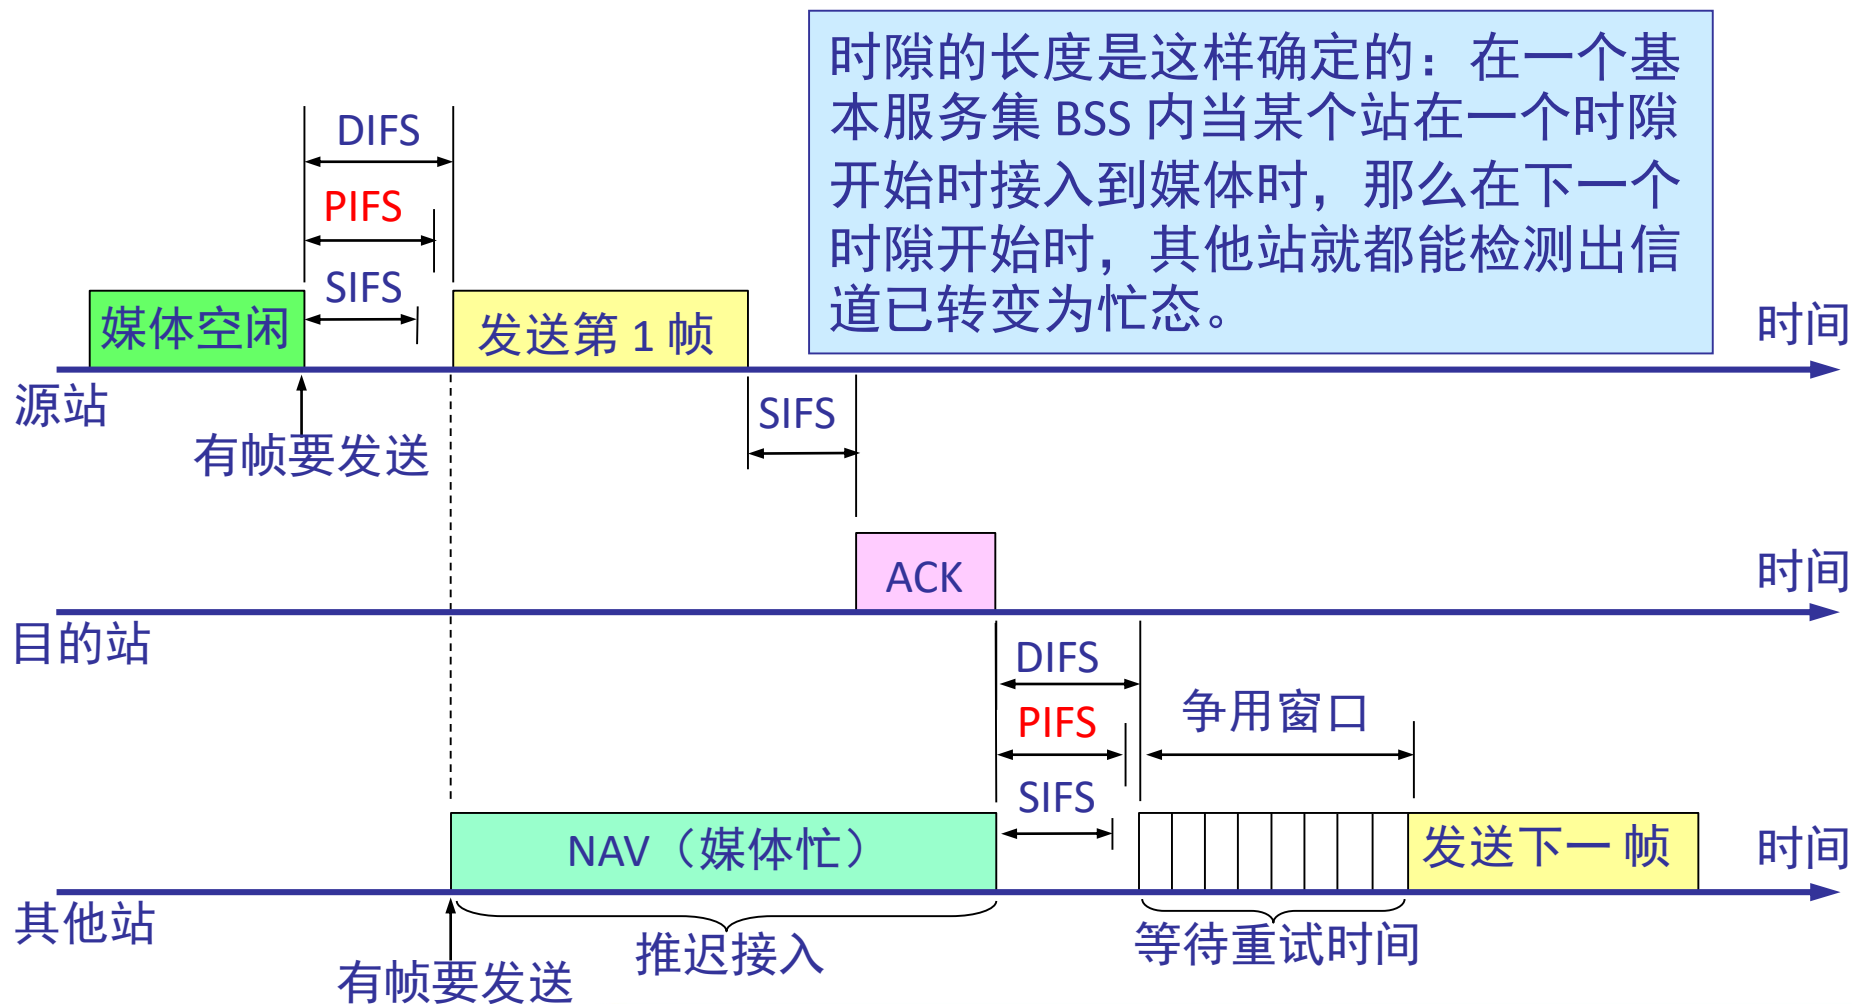 时隙的长度是这样确定的：在一个基
本服务集 BSS 内当某个站在一个时隙
开始时接入到媒体时，那么在下一个
时隙开始时，其他站就都能检测出信
道已转变为忙态。
DIFS
PIFS
SIFS
媒体空闲
发送第 1 帧
时间
源站
有帧要发送
SIFS
ACK
时间
目的站
DIFS
PIFS
争用窗口
SIFS
NAV（媒体忙）
发送下一帧
时间
其他站
推迟接入
等待重试时间
有帧要发送